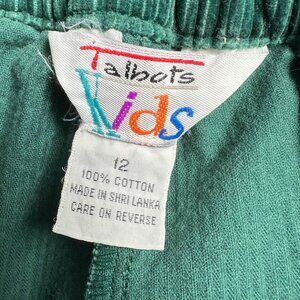 Talbots
Kids
12
100% COTTON
MADE IN SHRI LANKA
CARE ON REVERSE